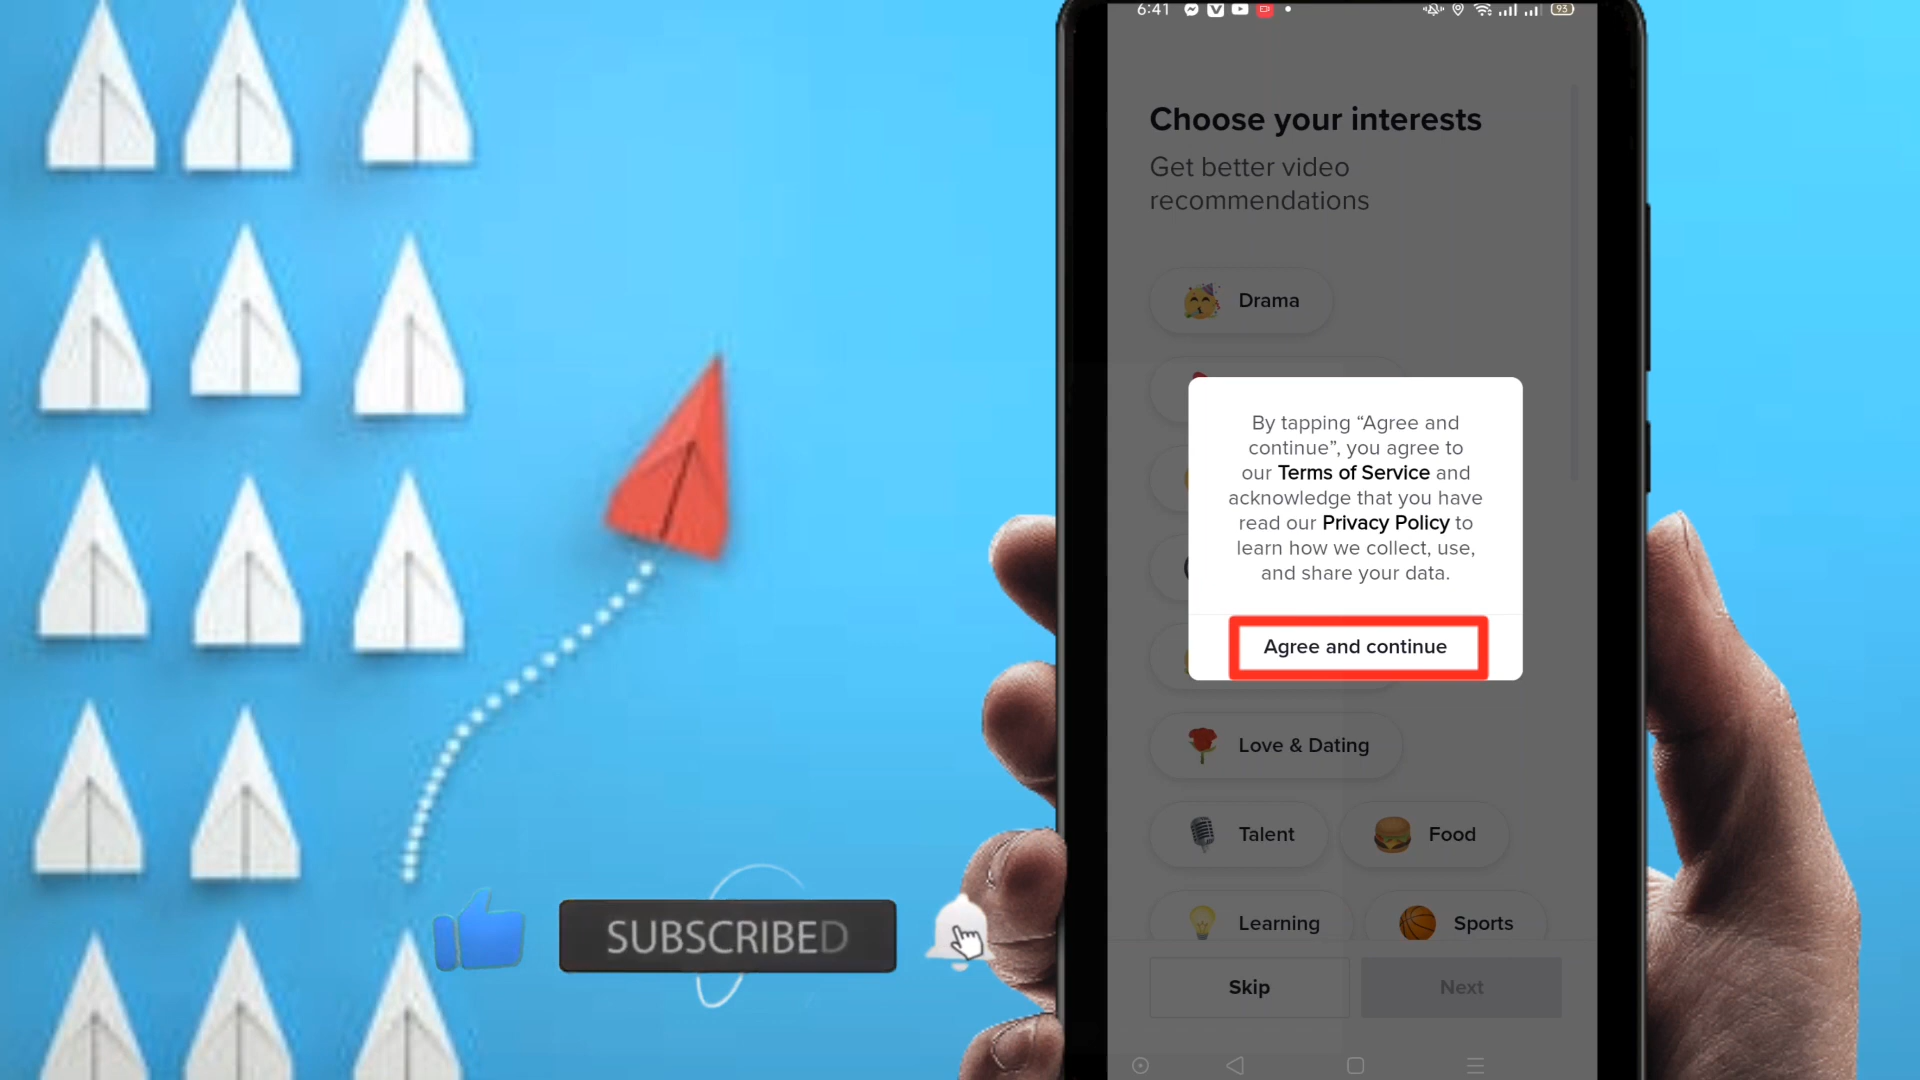 6:41
93
Choose your interests
Get better video
recommendations
Drama
By tapping “Agree and
continue”, you agree to
our Terms of Service and
acknowledge that you have
read our Privacy Policy to
learn how we collect, use,
and share your data.
Agree and continue
Love & Dating
Talent
Food
Learning
Sports
Skip
Next
SUBSCRIBED